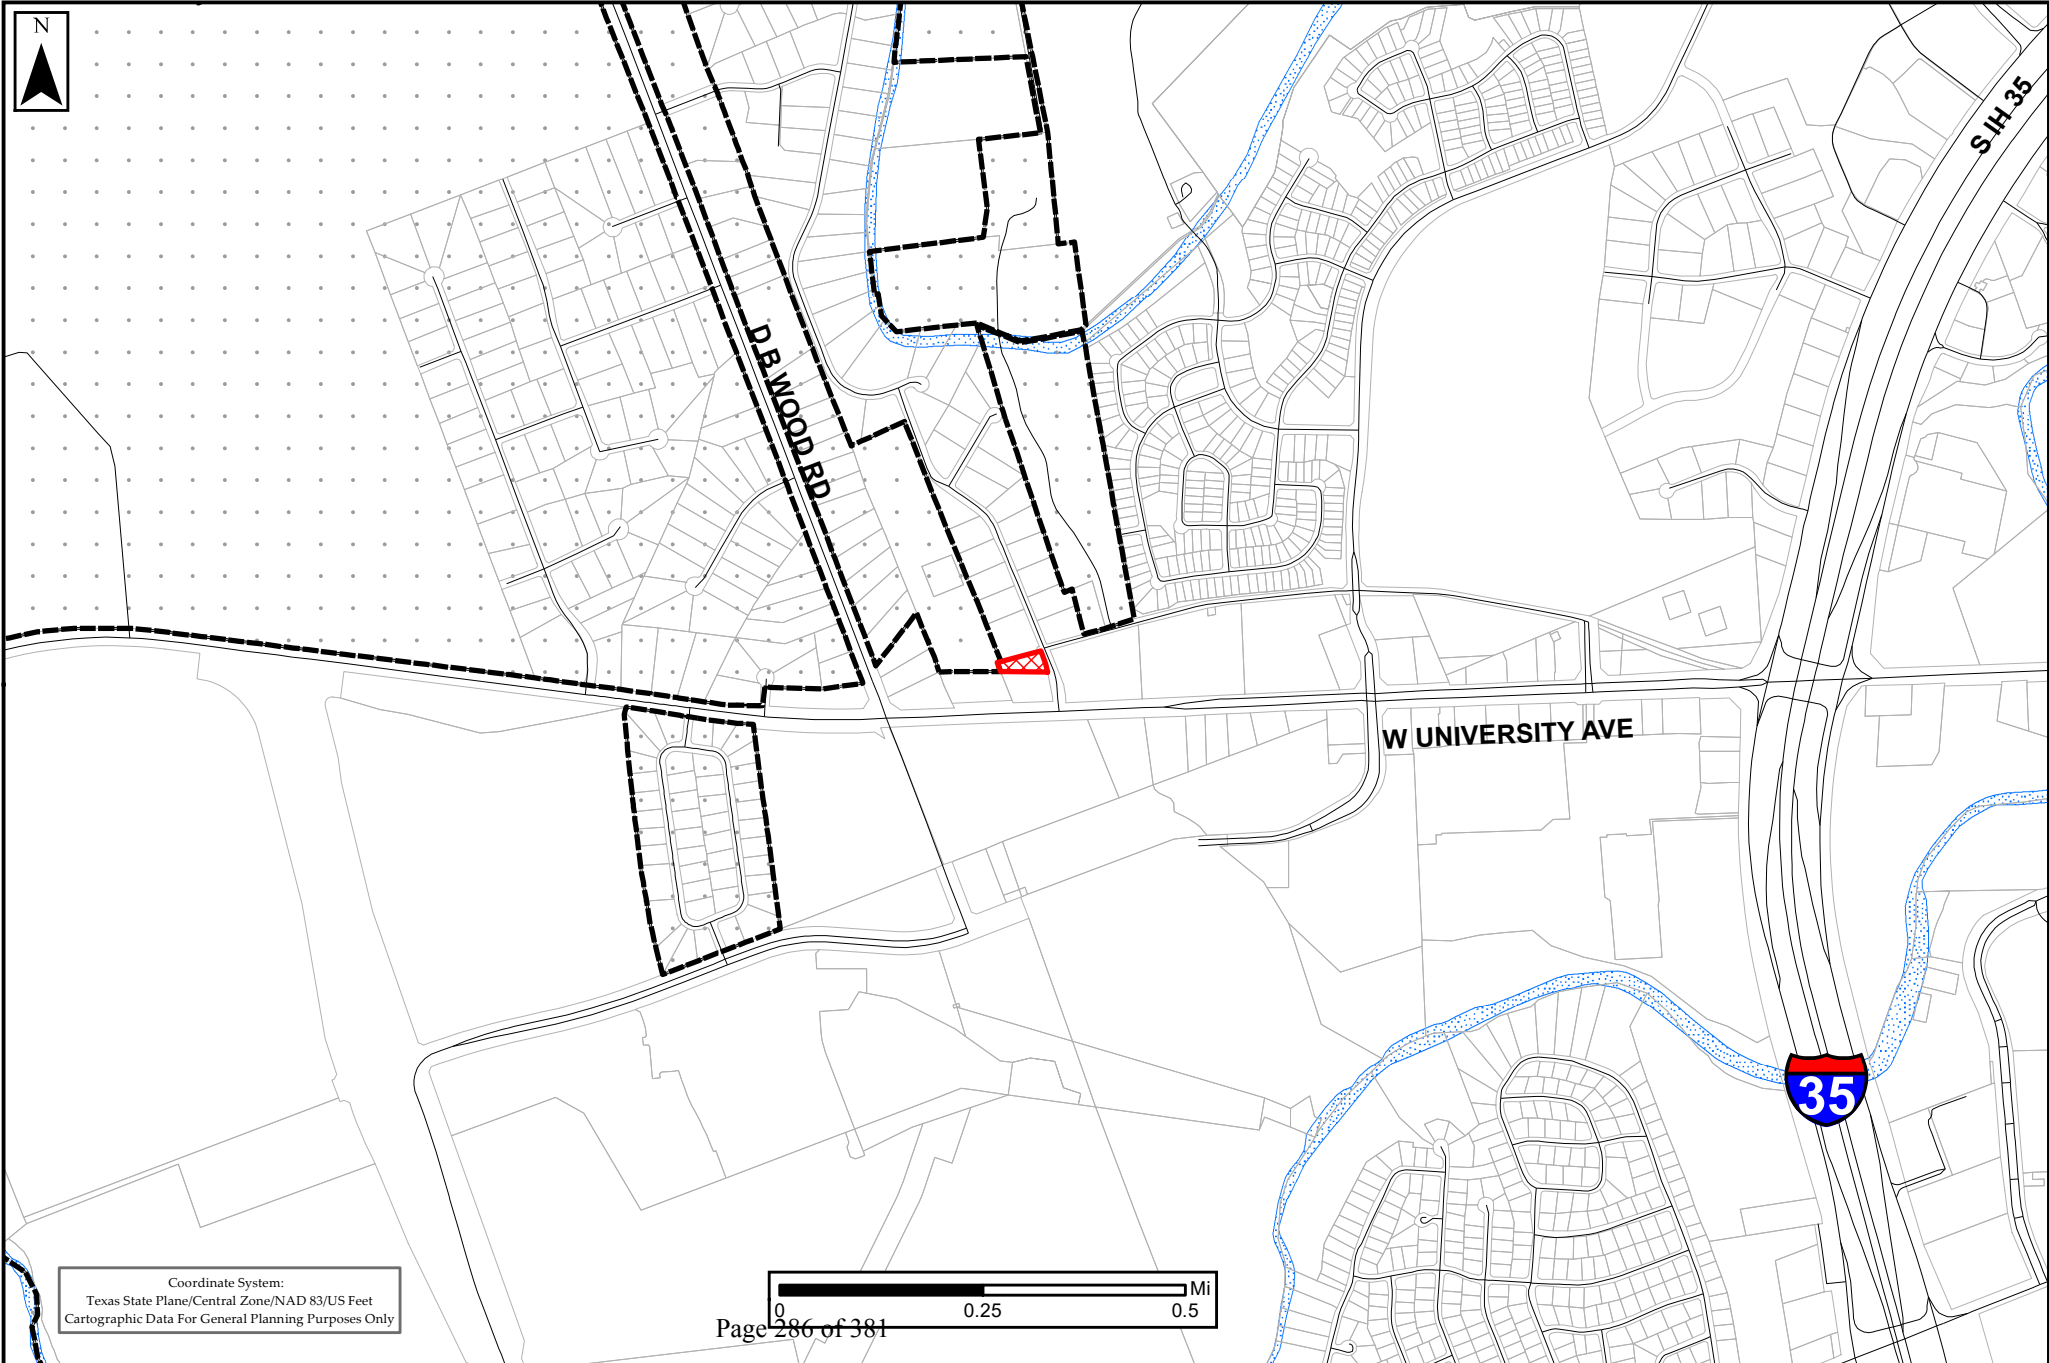 N
S IH 35
D B WOOD RD
W UNIVERSITY AVE
35
Coordinate System:
Texas State Plane/Central Zone/NAD 83/US Feet
Cartographic Data For General Planning Purposes Only
Mi
0 0.25 0.5
Page 286 of 381